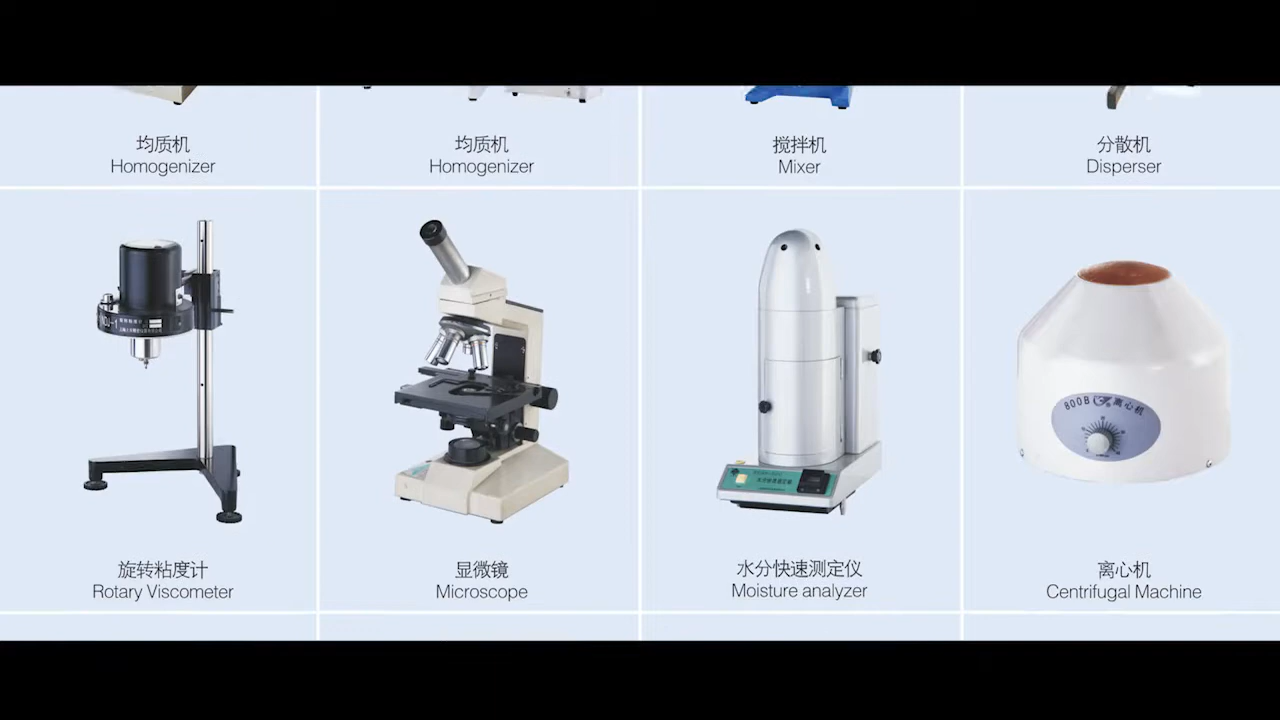 均质机
Homogenizer
均质机
Homogenizer
搅拌机
Mixer
分散机
Disperser
NDJ-1
800B 离心机
旋转粘度计
Rotary Viscometer
显微镜
Microscope
水分快速测定仪
Moisture analyzer
离心机
Centrifugal Machine